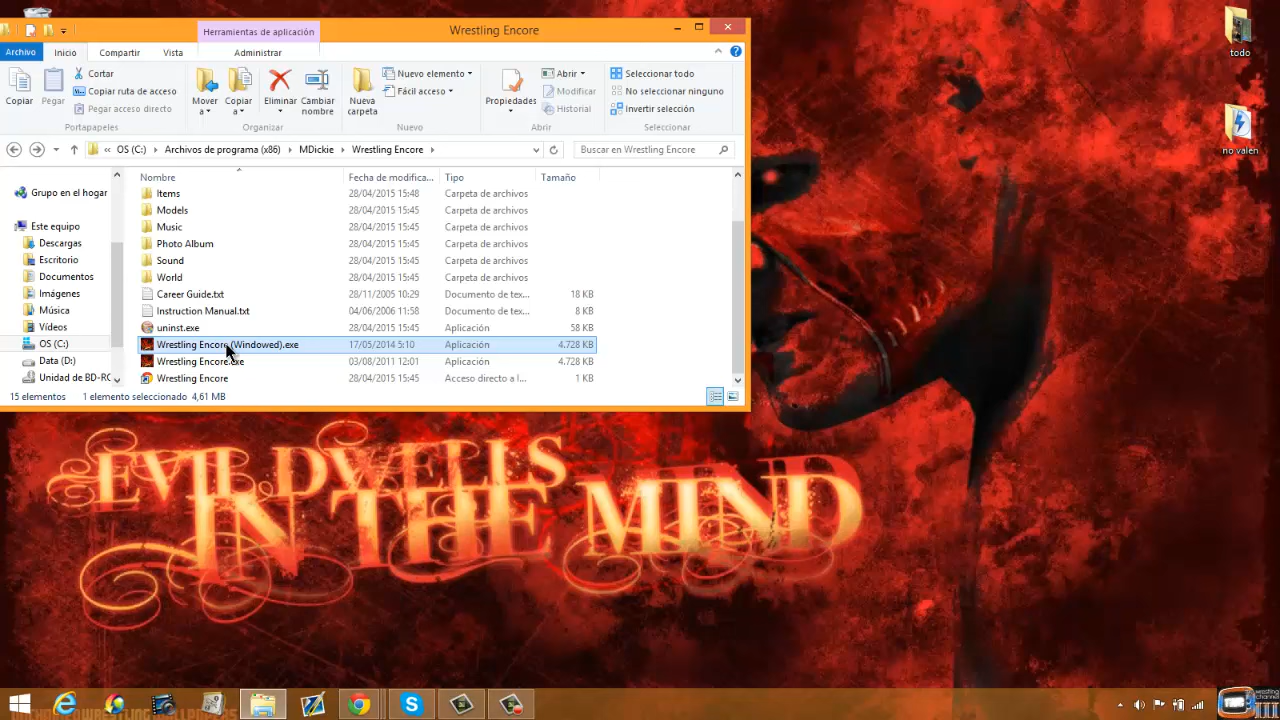 Herramientas de aplicación
Wrestling Encore
Archivo
Inicio
Compartir
Vista
Administrar
Copiar
Pegar
Cortar
Copiar ruta de acceso
Pegar acceso directo
Portapapeles
Mover a
Copiar a
Eliminar
Cambiar nombre
Organizar
Nueva carpeta
Nuevo elemento
Fácil acceso
Nuevo
Propiedades
Abrir
Modificar
Historial
Abrir
Seleccionar todo
No seleccionar ninguno
Invertir selección
Seleccionar
OS (C:)
Archivos de programa (x86)
MDickie
Wrestling Encore
Buscar en Wrestling Encore
Grupo en el hogar
Este equipo
Descargas
Escritorio
Documentos
Imágenes
Música
Vídeos
OS (C:)
Data (D:)
Unidad de BD-RO
Nombre Fecha de modifica... Tipo Tamaño
Items 28/04/2015 15:48 Carpeta de archivos
Models 28/04/2015 15:45 Carpeta de archivos
Music 28/04/2015 15:45 Carpeta de archivos
Photo Album 28/04/2015 15:45 Carpeta de archivos
Sound 28/04/2015 15:45 Carpeta de archivos
World 28/04/2015 15:45 Carpeta de archivos
Career Guide.txt 28/11/2005 10:29 Documento de tex... 18 KB
Instruction Manual.txt 04/06/2006 11:58 Documento de tex... 8 KB
uninst.exe 28/04/2015 15:45 Aplicación 58 KB
Wrestling Encore (Windowed).exe 17/05/2014 5:10 Aplicación 4.728 KB
Wrestling Encore.exe 03/08/2011 12:01 Aplicación 4.728 KB
Wrestling Encore 28/04/2015 15:45 Acceso directo a I... 1 KB
15 elementos 1 elemento seleccionado 4,61 MB
todo
no valen
EVIL DWELLS
IN THE MIND